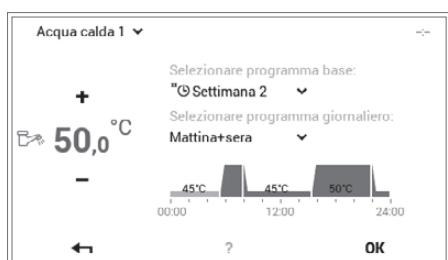 Acqua calda 1
-:-
Selezionare programma base:
Settimana 2
+
Selezionare programma giornaliero:
50,0 °C
Mattina+sera
–
45°C 45°C 50°C
00:00 12:00 24:00
? OK